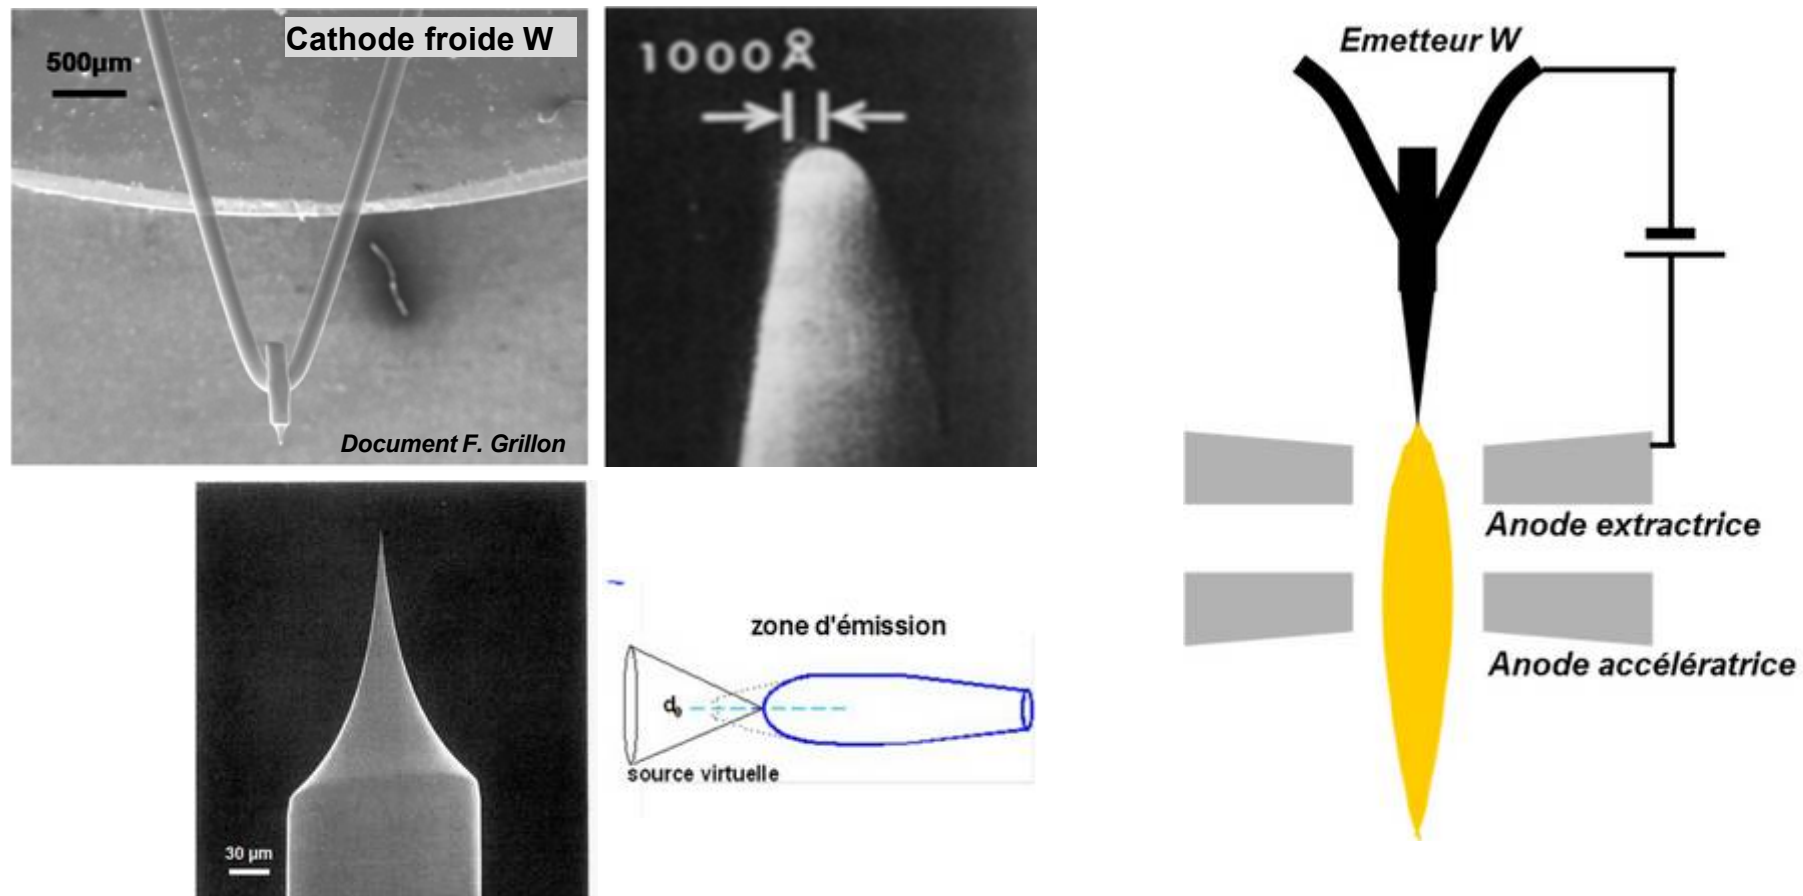 Cathode froide W
500µm
Document F. Grillon
1000Å
Emetteur W
Anode extractrice
Anode accélératrice
30 µm
~
zone d'émission
d₀
source virtuelle